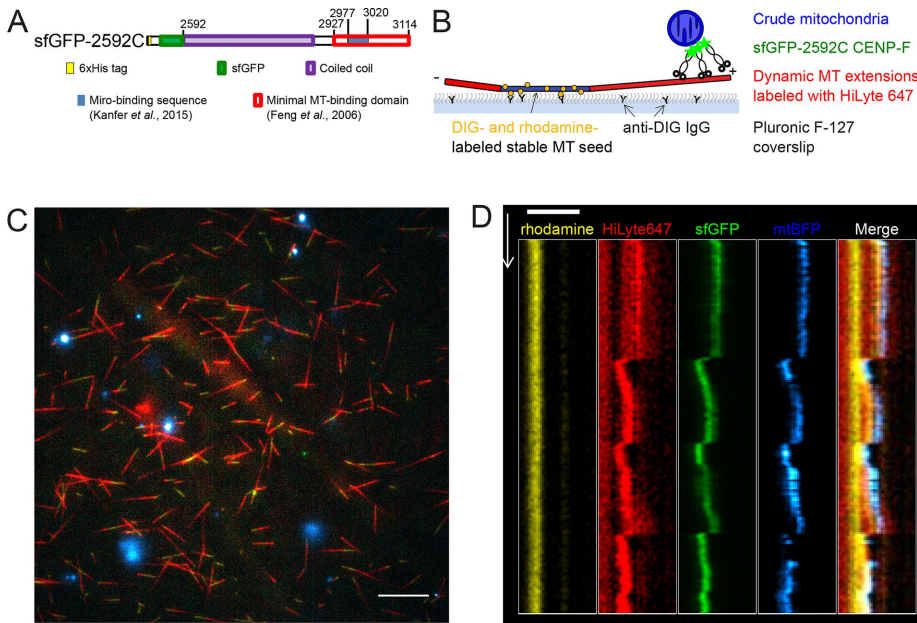 A
2977 3020
2592 2927 3114
sfGFP-2592C
6xHis tag
sfGFP
Coiled coil
Miro-binding sequence
(Kanfer et al., 2015)
Minimal MT-binding domain
(Feng et al., 2006)
B
Crude mitochondria
sfGFP-2592C CENP-F
Dynamic MT extensions
labeled with HiLyte 647
- +
DIG- and rhodamine-
labeled stable MT seed
anti-DIG IgG
Pluronic F-127
coverslip
C
D
rhodamine HiLyte647 sfGFP mtBFP Merge